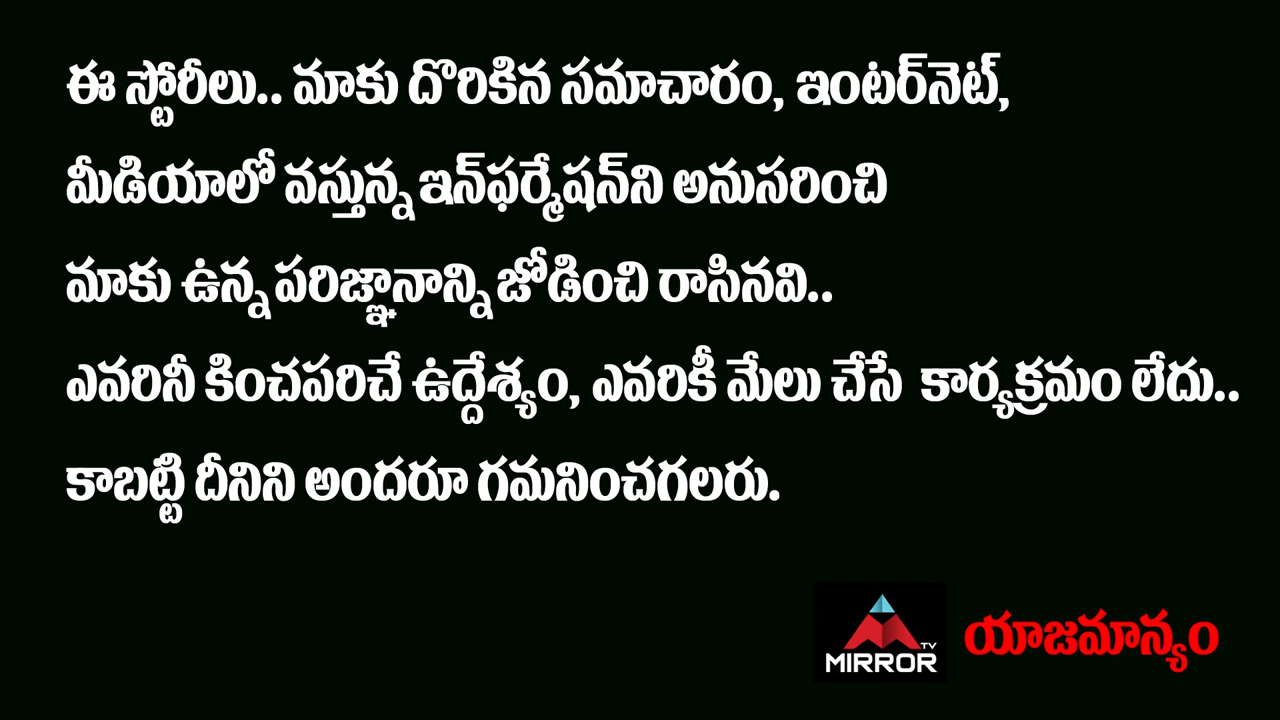 ఈ స్టోరీలు.. మాకు దొరికిన సమాచారం, ఇంటర్‌నెట్,
మీడియాలో వస్తున్న ఇన్‌ఫర్మేషన్‌ని అనుసరించి
మాకు ఉన్న పరిజ్ఞానాన్ని జోడించి రాసినవి..
ఎవరినీ కించపరిచే ఉద్దేశ్యం, ఎవరికీ మేలు చేసే కార్యక్రమం లేదు..
కాబట్టి దీనిని అందరూ గమనించగలరు.
TV
MIRROR
యాజమాన్యం